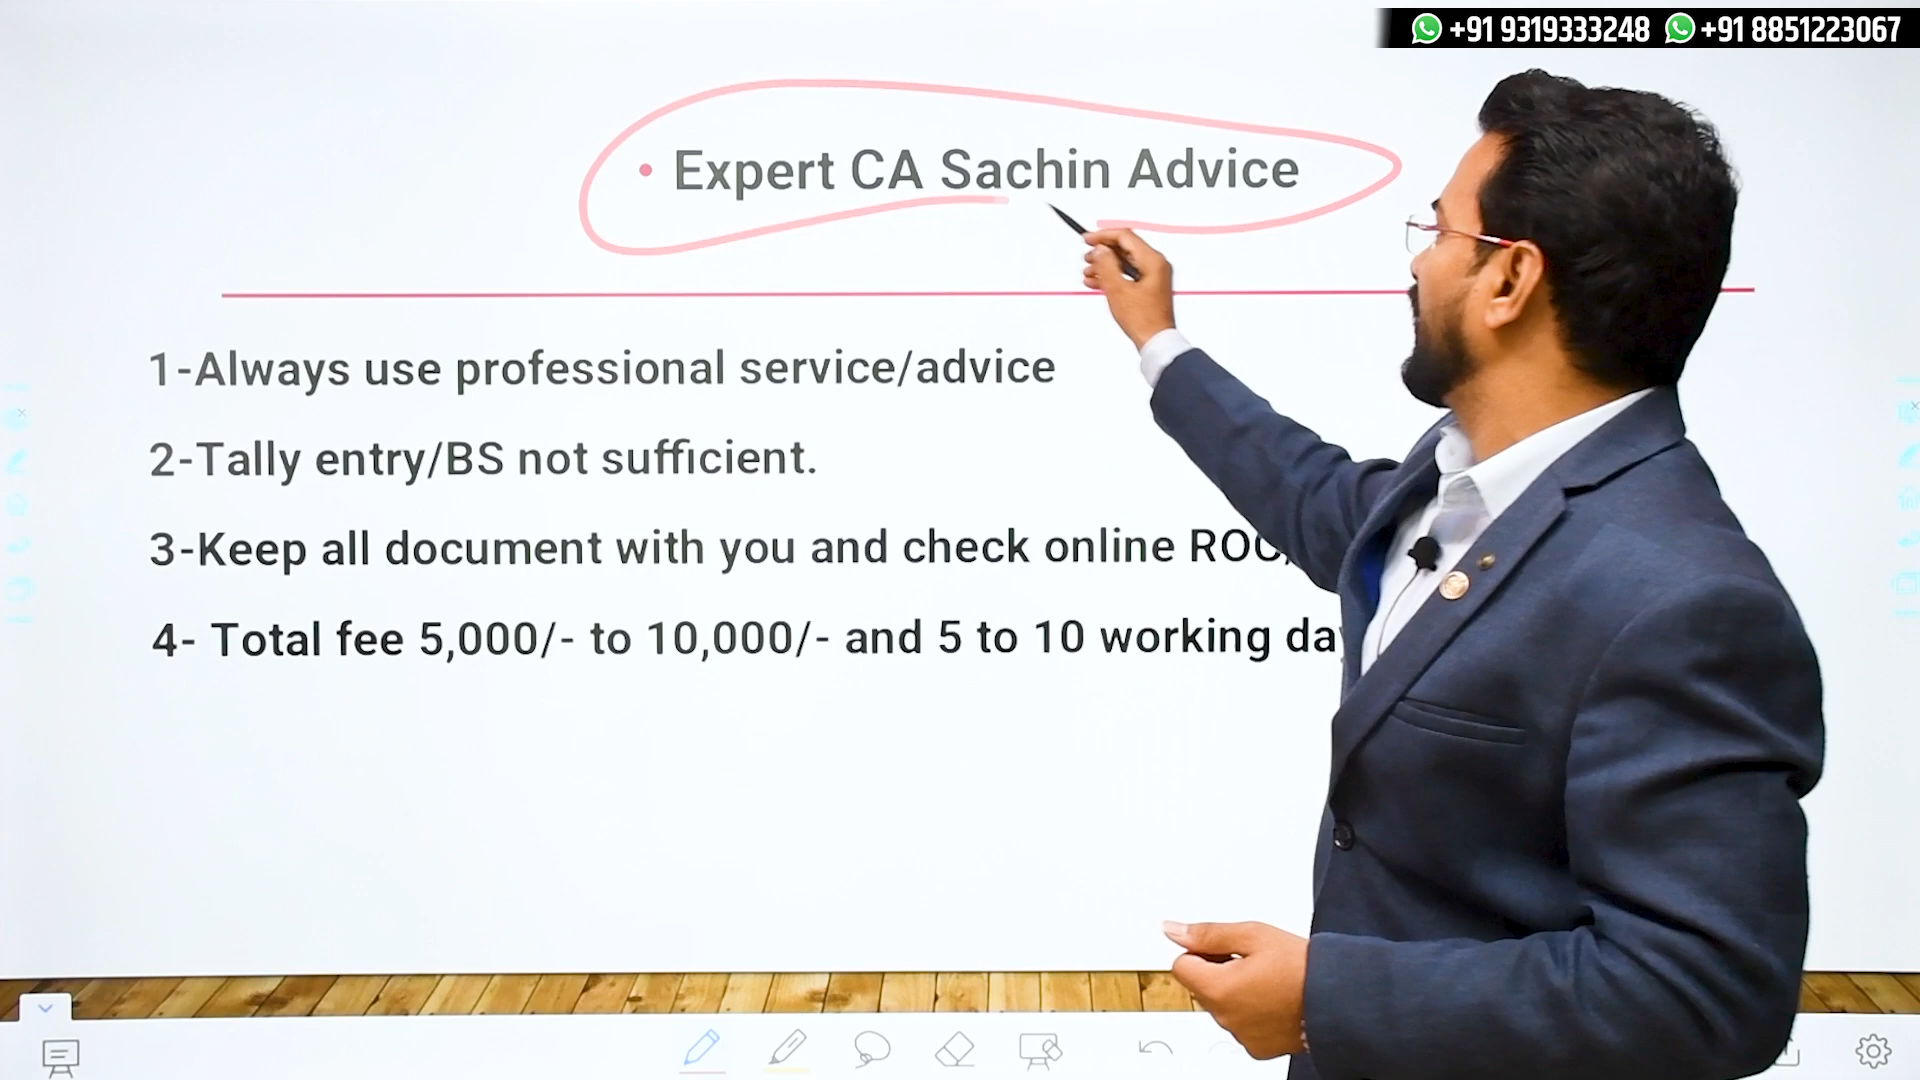 +91 9319333248 +91 8851223067
• Expert CA Sachin Advice
1-Always use professional service/advice
2-Tally entry/BS not sufficient.
3-Keep all document with you and check online ROC
4- Total fee 5,000/- to 10,000/- and 5 to 10 working